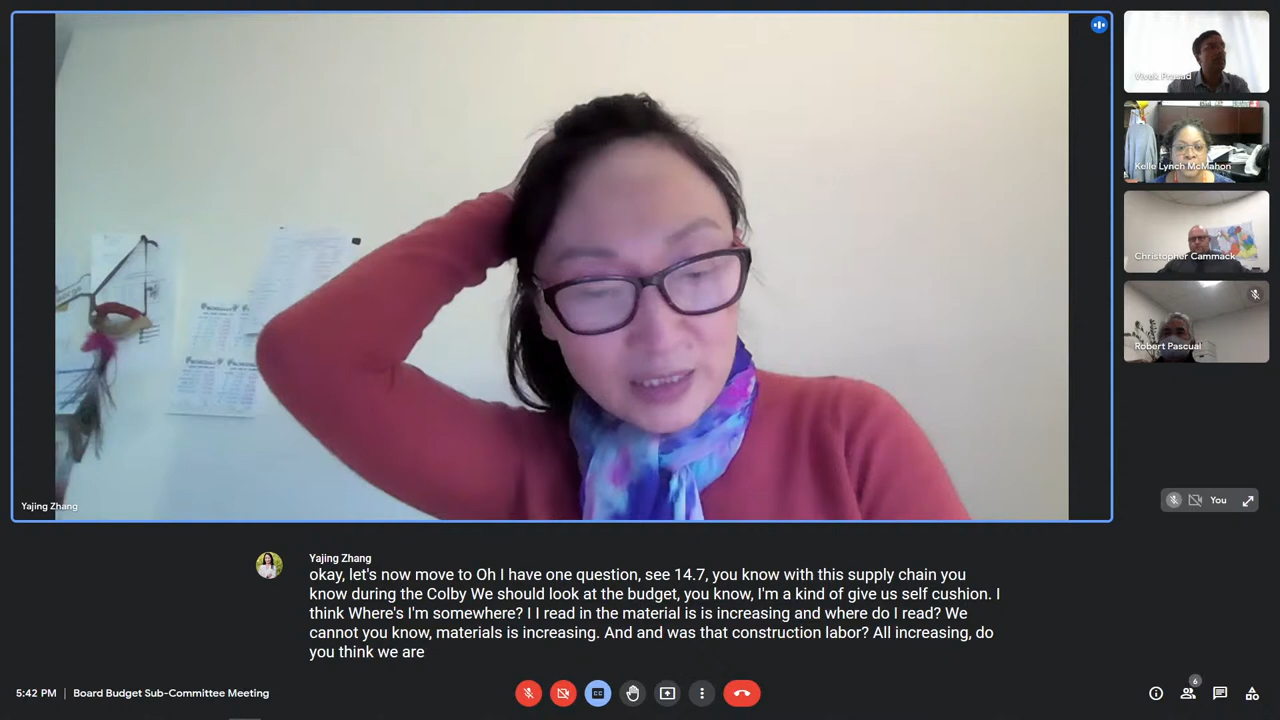 Vivek Prasad
Kelle Lynch McMahon
Christopher Cammack
Robert Pascual
You
Yajing Zhang
Yajing Zhang
okay, let's now move to Oh I have one question, see 14.7, you know with this supply chain you
know during the Colby We should look at the budget, you know, I'm a kind of give us self cushion. I
think Where's I'm somewhere? I I read in the material is is increasing and where do I read? We
cannot you know, materials is increasing. And and was that construction labor? All increasing, do
you think we are
5:42 PM | Board Budget Sub-Committee Meeting
CC
6